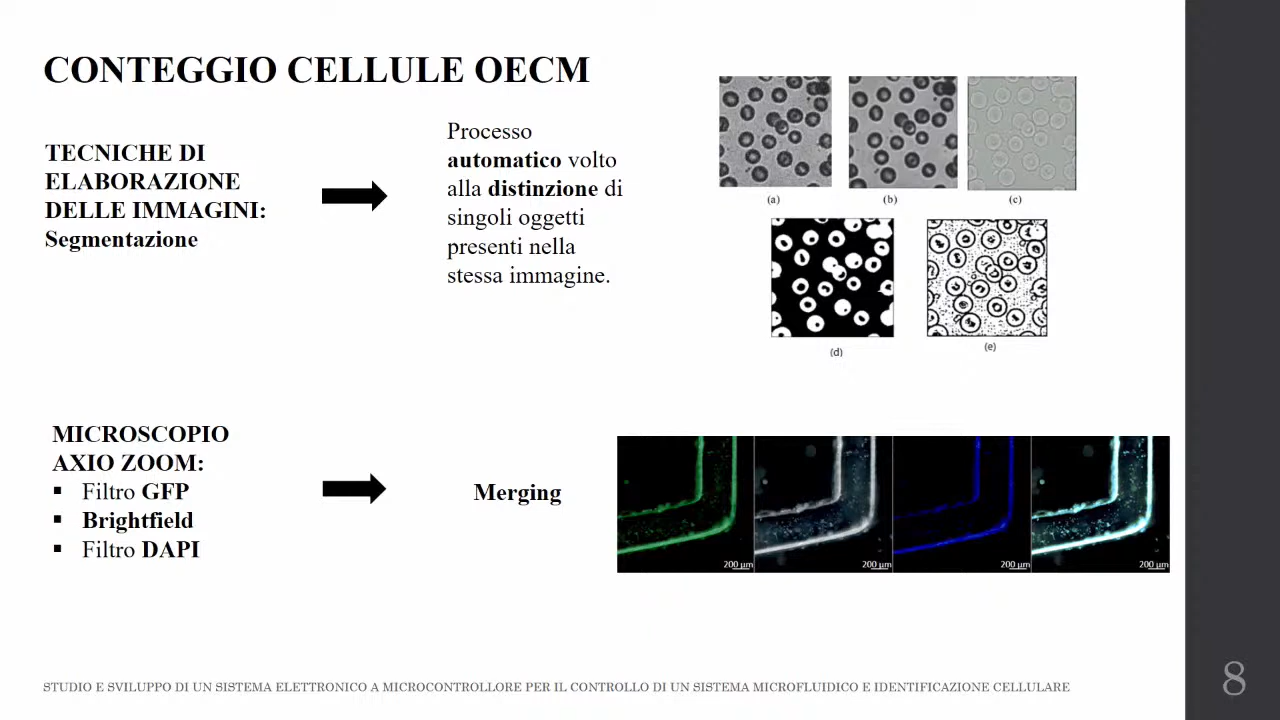 CONTEGGIO CELLULE OECM
TECNICHE DI
ELABORAZIONE
DELLE IMMAGINI:
Segmentazione
Processo
automatico volto
alla distinzione di
singoli oggetti
presenti nella
stessa immagine.
(a)
(b)
(c)
(d)
(e)
MICROSCOPIO
AXIO ZOOM:
▪ Filtro GFP
▪ Brightfield
▪ Filtro DAPI
Merging
200 µm
200 µm
200 µm
200 µm
STUDIO E SVILUPPO DI UN SISTEMA ELETTRONICO A MICROCONTROLLORE PER IL CONTROLLO DI UN SISTEMA MICROFLUIDICO E IDENTIFICAZIONE CELLULARE
8